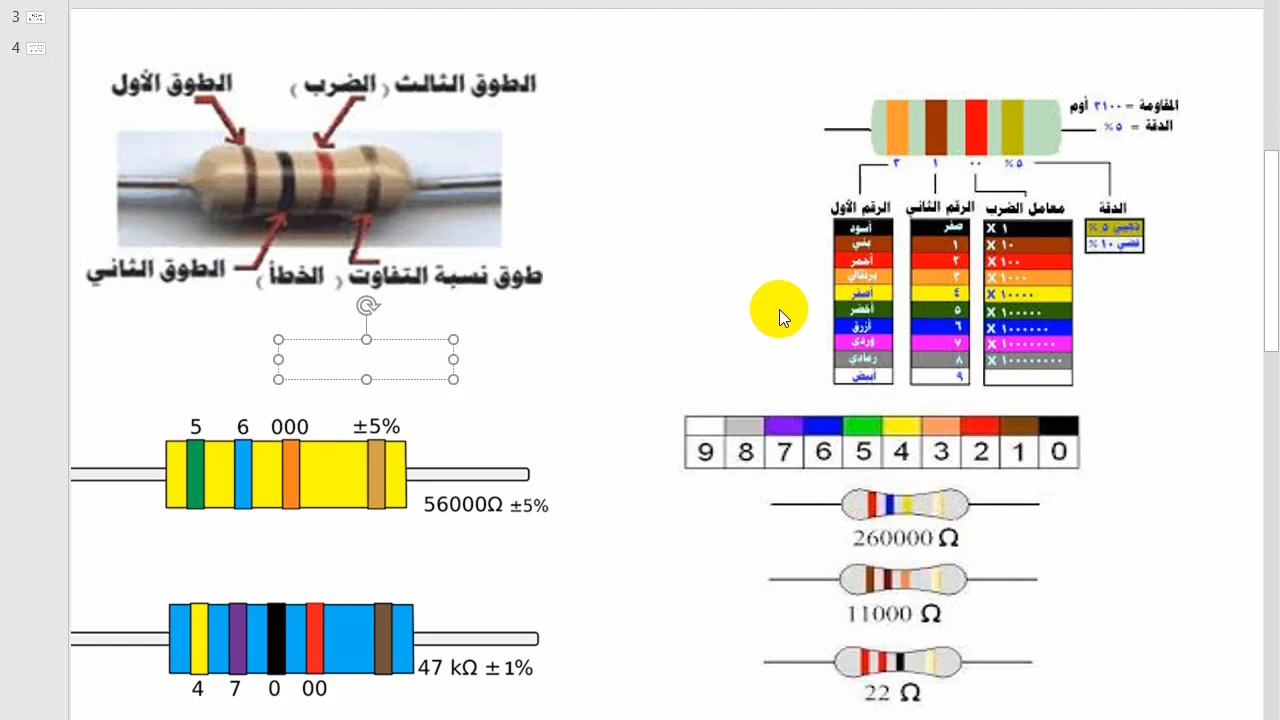 3
4
الطوق الأول
الطوق الثالث ( الضرب )
الطوق الثاني
طوق نسبة التفاوت ( الخطأ )
5 6 000 ±5%
56000Ω ±5%
47 kΩ ± 1%
4 7 0 00
المقاومة = ٣١٠٠ أوم
الدقة = ٥ %
٣ ١ ٠٠ ٥ %
الرقم الأول الرقم الثاني معامل الضرب الدقة
أسود صفر X ١ ذهبي ٥ %
بني ١ X ١٠ فضي ١٠ %
أحمر ٢ X ١٠٠
برتقالي ٣ X ١٠٠٠
أصفر ٤ X ١٠٠٠٠
أخضر ٥ X ١٠٠٠٠٠
أزرق ٦ X ١٠٠٠٠٠٠
وردي ٧ X ١٠٠٠٠٠٠٠
رمادي ٨ X ١٠٠٠٠٠٠٠٠
أبيض ٩
9 8 7 6 5 4 3 2 1 0
260000 Ω
11000 Ω
22 Ω